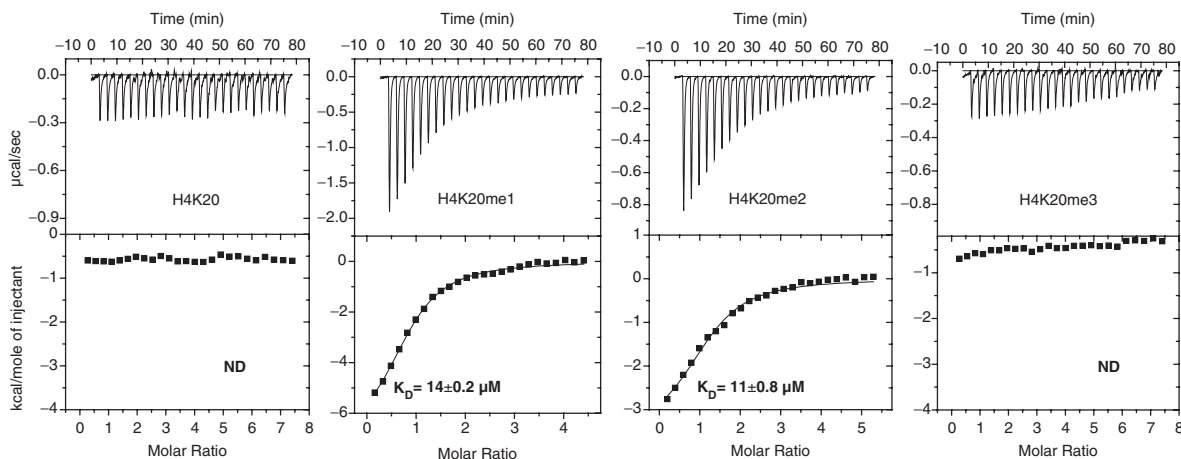 Time (min) Time (min) Time (min) Time (min)
−10 0 10 20 30 40 50 60 70 80 −10 0 10 20 30 40 50 60 70 80 −10 0 10 20 30 40 50 60 70 80 −10 0 10 20 30 40 50 60 70 80
µcal/sec
0.0
−0.3
−0.6
−0.9
H4K20
0.0
−0.5
−1.0
−1.5
−2.0
H4K20me1
0.0
−0.2
−0.4
−0.6
−0.8
H4K20me2
0.0
−0.2
−0.4
−0.6
−0.8
H4K20me3
kcal/mole of injectant
0
−1
−2
−3
−4
ND
0
−2
−4
−6
KD= 14±0.2 µM
1
0
−1
−2
−3
KD= 11±0.8 µM
−1
−2
−3
−4
ND
0 1 2 3 4 5 6 7 8 0 1 2 3 4 0 1 2 3 4 5 0 1 2 3 4 5 6 7 8
Molar Ratio Molar Ratio Molar Ratio Molar Ratio